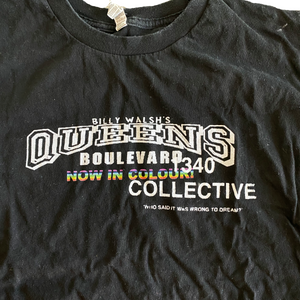 BILLY WALSH'S
QUEENS
BOULEVARD
1340
NOW IN COLOUR!
COLLECTIVE
"WHO SAID IT WAS WRONG TO DREAM?"